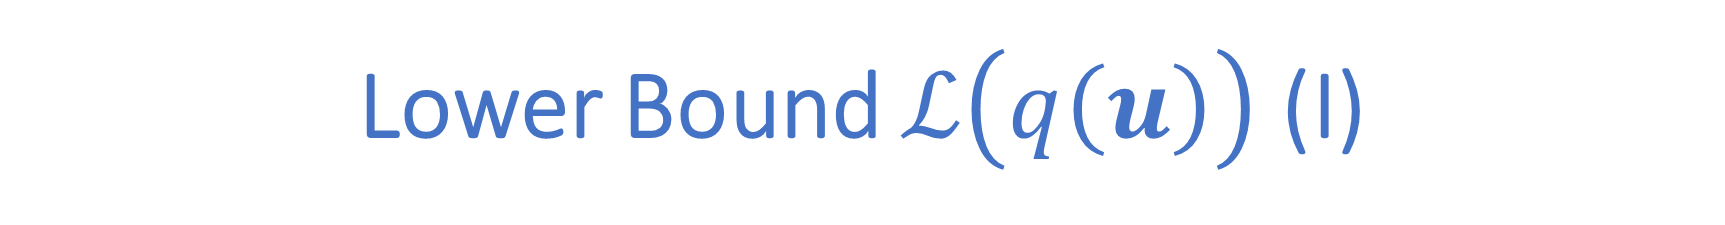 Lower Bound ℒ(q(𝒖)) (I)